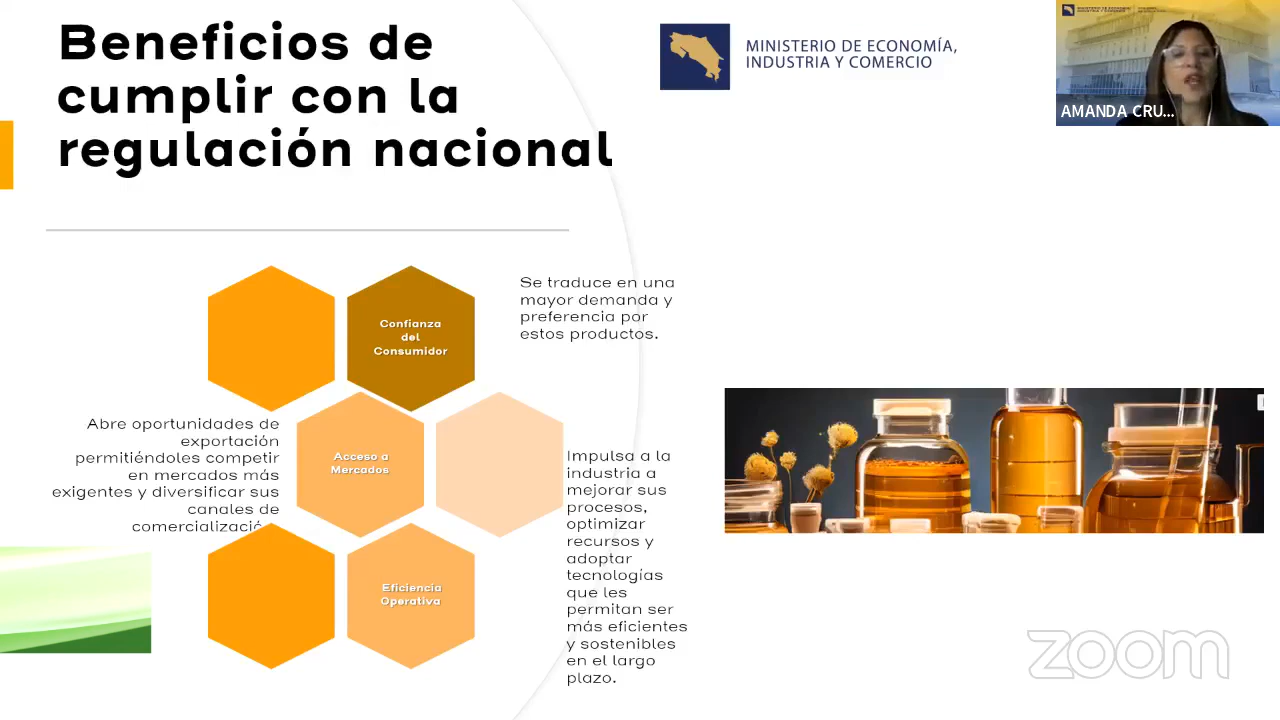 Beneficios de
cumplir con la
regulación nacional
MINISTERIO DE ECONOMÍA,
INDUSTRIA Y COMERCIO
AMANDA CRU...
Confianza
del
Consumidor
Se traduce en una
mayor demanda y
preferencia por
estos productos.
Abre oportunidades de
exportación
permitiéndoles competir
en mercados más
exigentes y diversificar sus
canales de
comercializació.
Acceso a
Mercados
Impulsa a la
industria a
mejorar sus
procesos,
optimizar
recursos y
adoptar
tecnologías
que les
permitan ser
más eficientes
y sostenibles
en el largo
plazo.
Eficiencia
Operativa
zoom